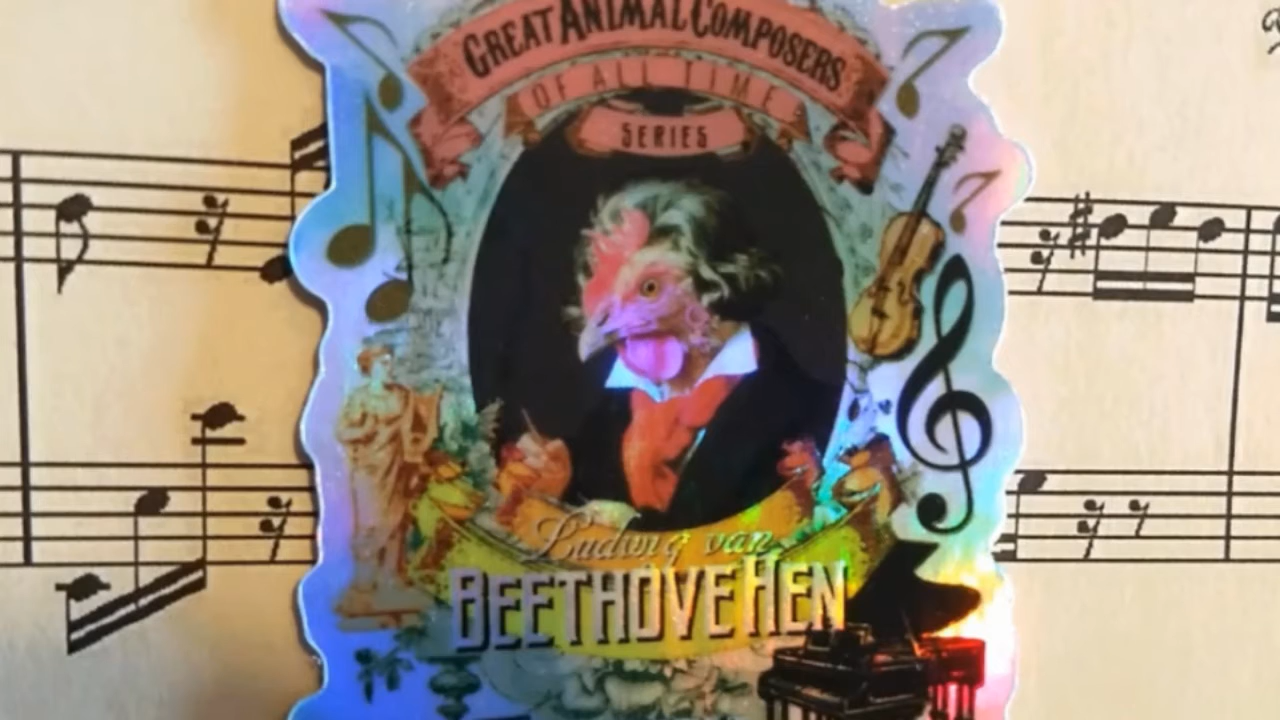 GREAT ANIMAL COMPOSERS
OF ALL TIME
SERIES
Ludwig van
BEETHOVEHEN